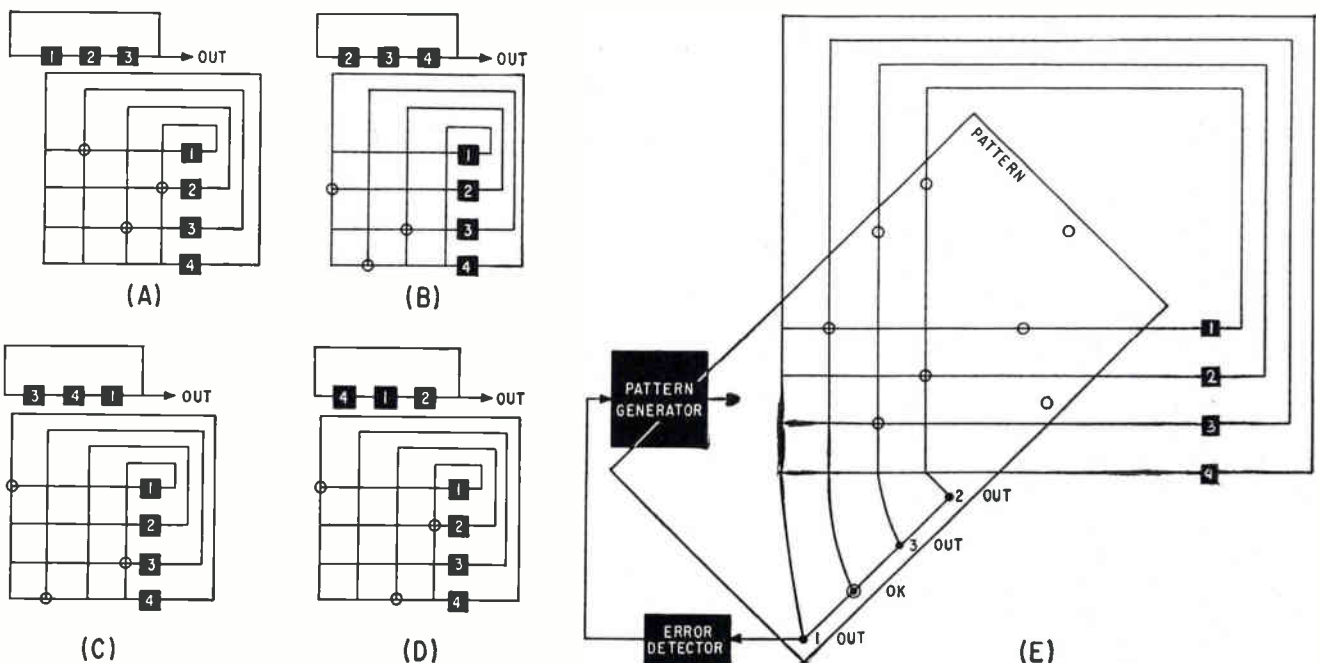 1 2 3 OUT
1
2
3
4
(A)
2 3 4 OUT
1
2
3
4
(B)
3 4 1 OUT
1
2
3
4
(C)
4 1 2 OUT
1
2
3
4
(D)
PATTERN
1
2
3
4
PATTERN
GENERATOR
2 OUT
3 OUT
OK
1 OUT
ERROR
DETECTOR
(E)